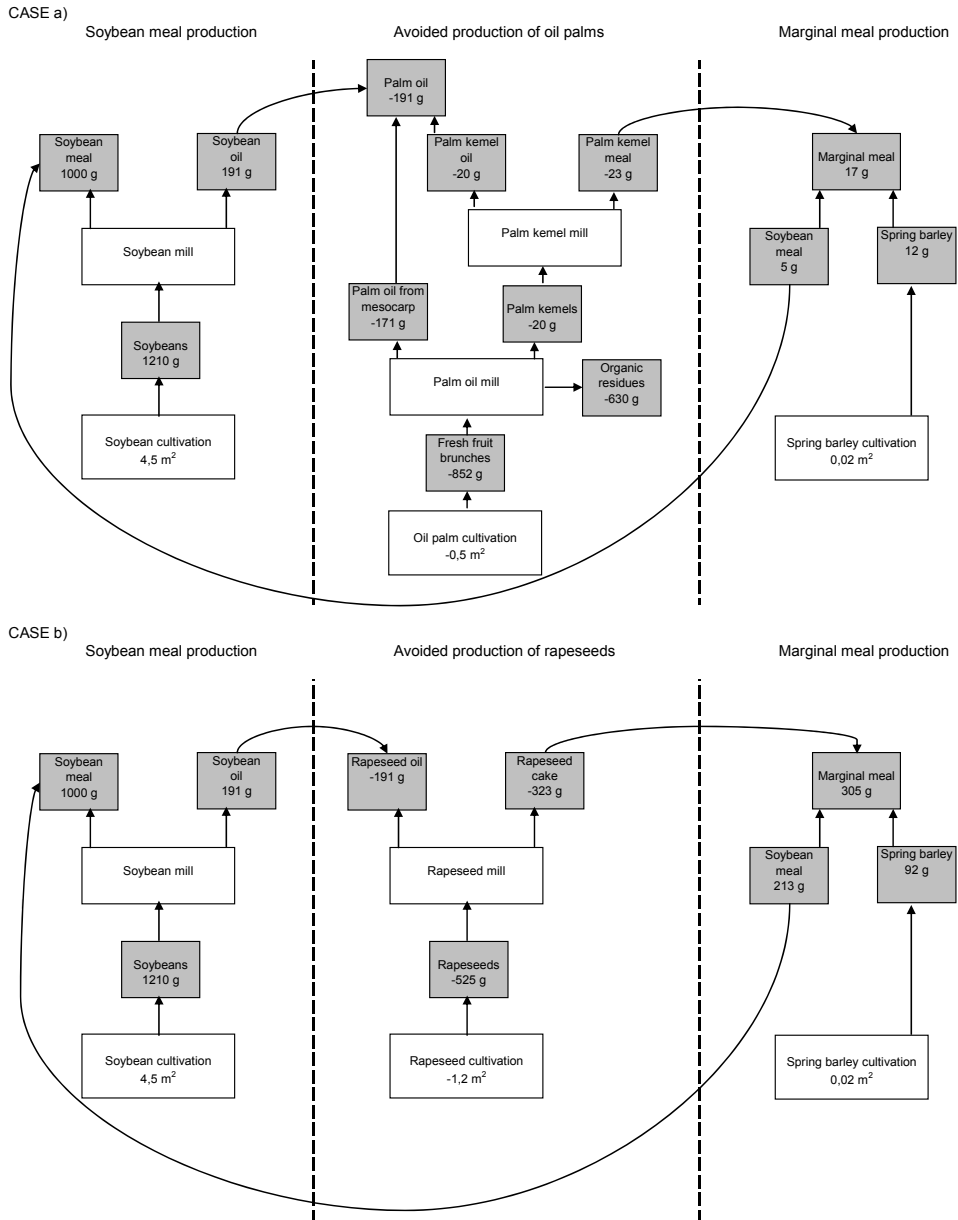 CASE a)
Soybean meal production
Avoided production of oil palms
Marginal meal production
Palm oil
-191 g
Soybean
meal
1000 g
Soybean
oil
191 g
Palm kernel
oil
-20 g
Palm kernel
meal
-23 g
Marginal meal
17 g
Soybean mill
Palm kernel mill
Soybean
meal
5 g
Spring barley
12 g
Palm oil from
mesocarp
-171 g
Palm kernels
-20 g
Soybeans
1210 g
Palm oil mill
Organic
residues
-630 g
Soybean cultivation
4,5 m²
Fresh fruit
brunches
-852 g
Spring barley cultivation
0,02 m²
Oil palm cultivation
-0,5 m²
CASE b)
Soybean meal production
Avoided production of rapeseeds
Marginal meal production
Soybean
meal
1000 g
Soybean
oil
191 g
Rapeseed oil
-191 g
Rapeseed
cake
-323 g
Marginal meal
305 g
Soybean mill
Rapeseed mill
Soybean
meal
213 g
Spring barley
92 g
Soybeans
1210 g
Rapeseeds
-525 g
Soybean cultivation
4,5 m²
Rapeseed cultivation
-1,2 m²
Spring barley cultivation
0,02 m²